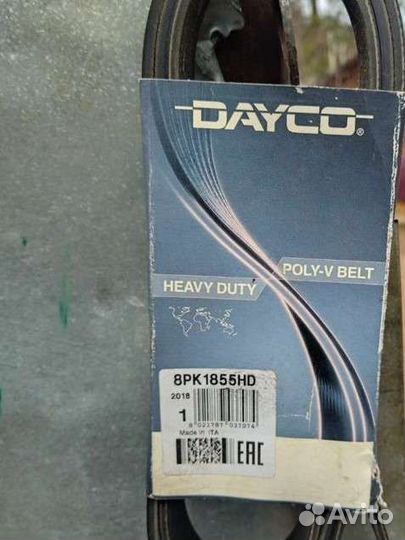 DAYCO®
POLY-V BELT
HEAVY DUTY
8PK1855HD
2018
1
Made in ITA
EAC
Avito